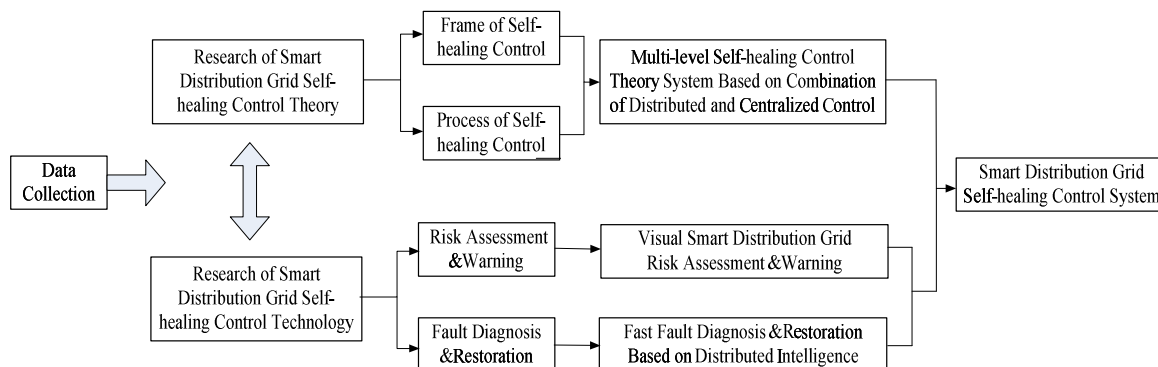 Data
Collection
Research of Smart
Distribution Grid Self-
healing Control Theory
Frame of Self-
healing Control
Process of Self-
healing Control
Multi-level Self-healing Control
Theory System Based on Combination
of Distributed and Centralized Control
Research of Smart
Distribution Grid Self-
healing Control Technology
Risk Assessment
&Warning
Visual Smart Distribution Grid
Risk Assessment &Warning
Fault Diagnosis
&Restoration
Fast Fault Diagnosis &Restoration
Based on Distributed Intelligence
Smart Distribution Grid
Self-healing Control System